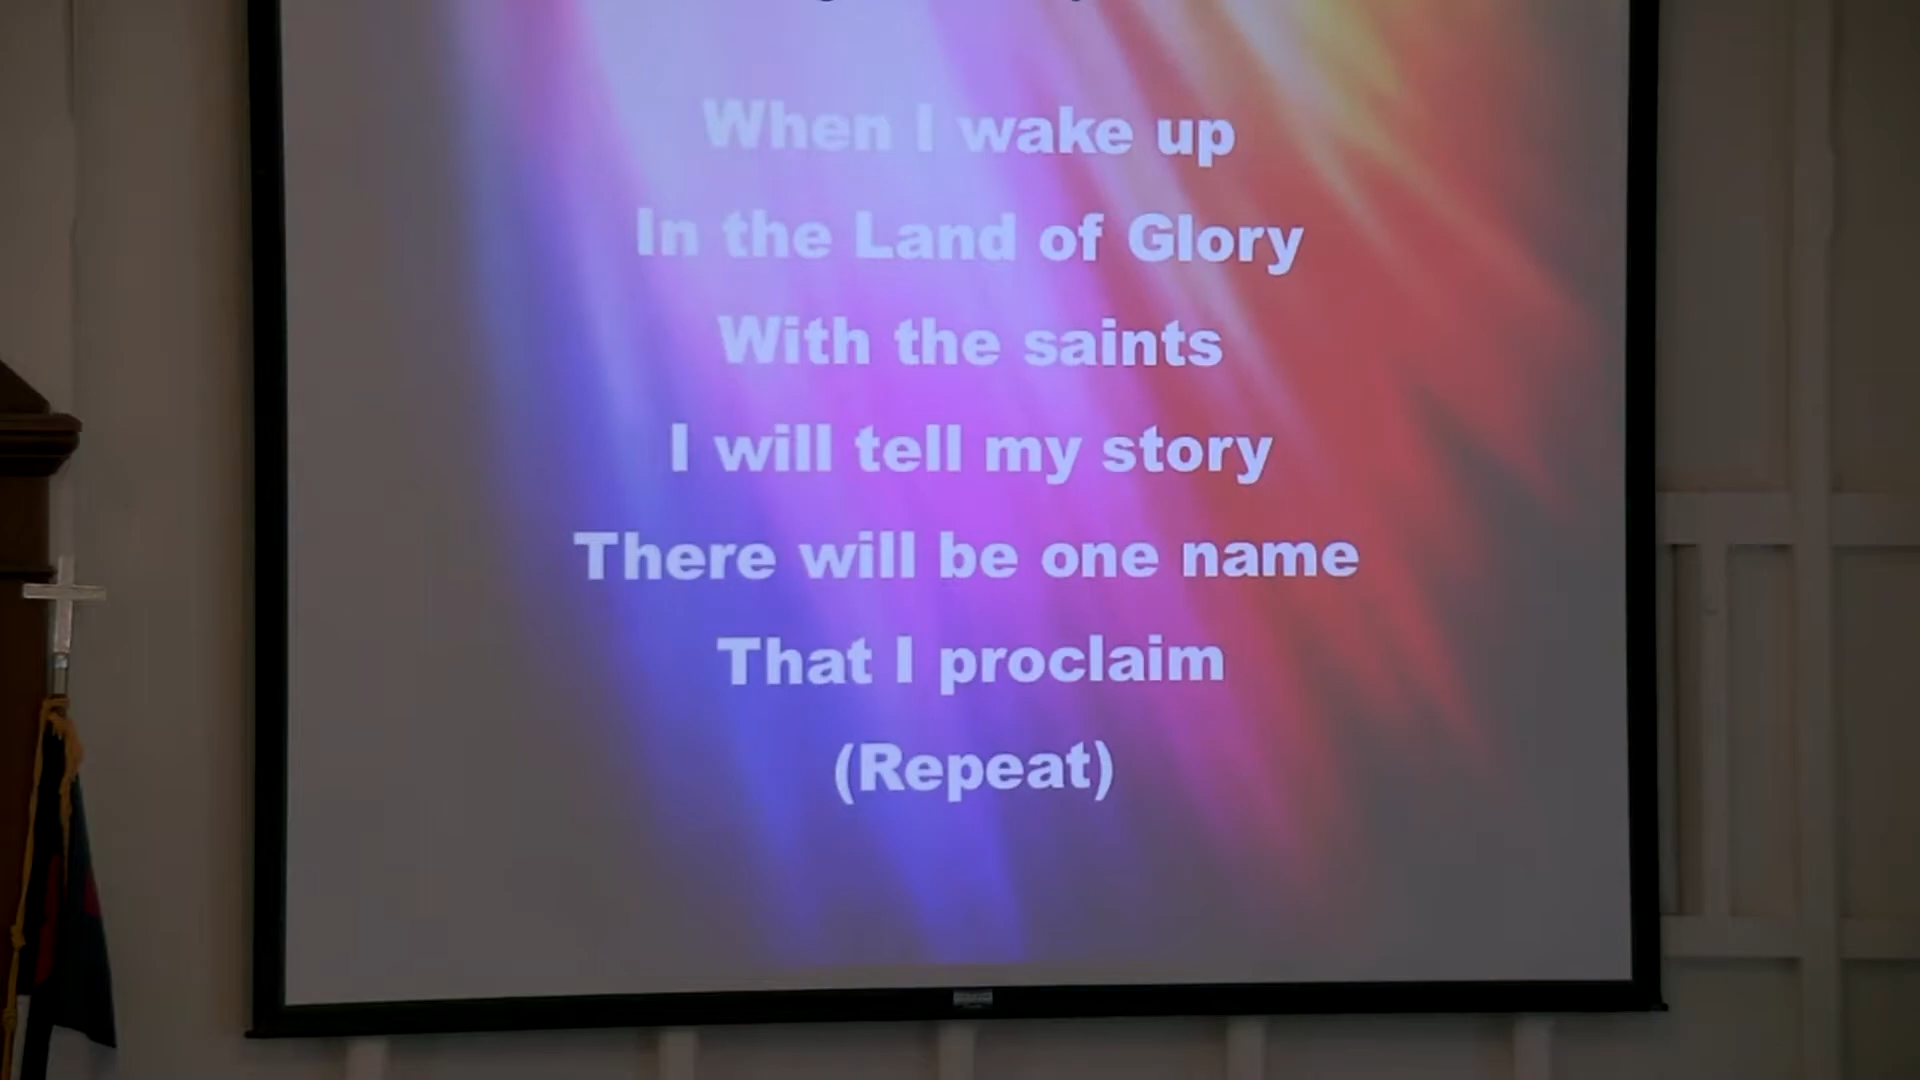 When I wake up
In the Land of Glory
With the saints
I will tell my story
There will be one name
That I proclaim
(Repeat)